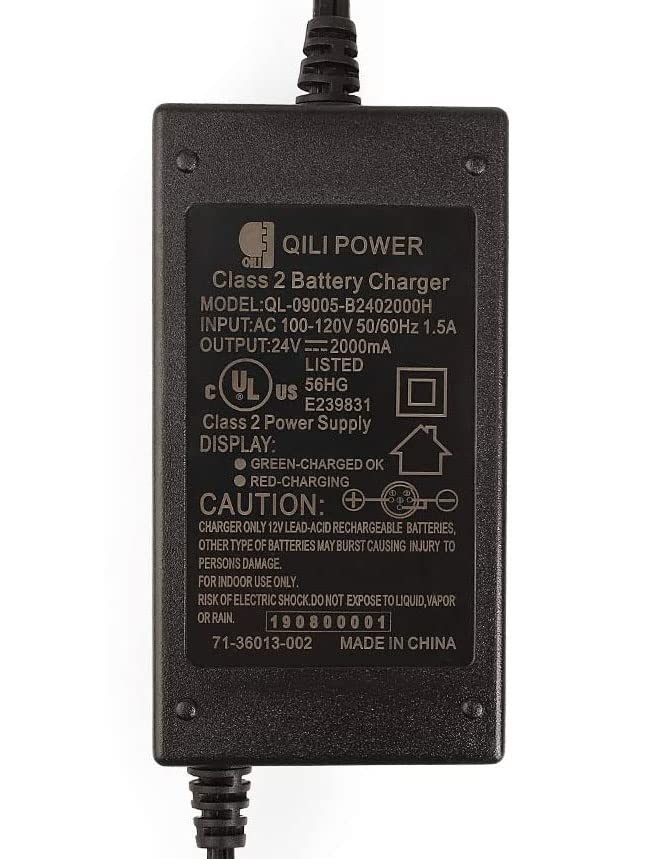 QILI
QILI POWER
Class 2 Battery Charger
MODEL:QL-09005-B2402000H
INPUT:AC 100-120V 50/60Hz 1.5A
OUTPUT:24V ⎓ 2000mA
C UL ® US
LISTED
56HG
E239831
Class 2 Power Supply
DISPLAY:
● GREEN-CHARGED OK
● RED-CHARGING
CAUTION: + −
CHARGER ONLY 12V LEAD-ACID RECHARGEABLE BATTERIES,
OTHER TYPE OF BATTERIES MAY BURST CAUSING INJURY TO
PERSONS DAMAGE.
FOR INDOOR USE ONLY.
RISK OF ELECTRIC SHOCK.DO NOT EXPOSE TO LIQUID,VAPOR
OR RAIN. 190800001
71-36013-002 MADE IN CHINA